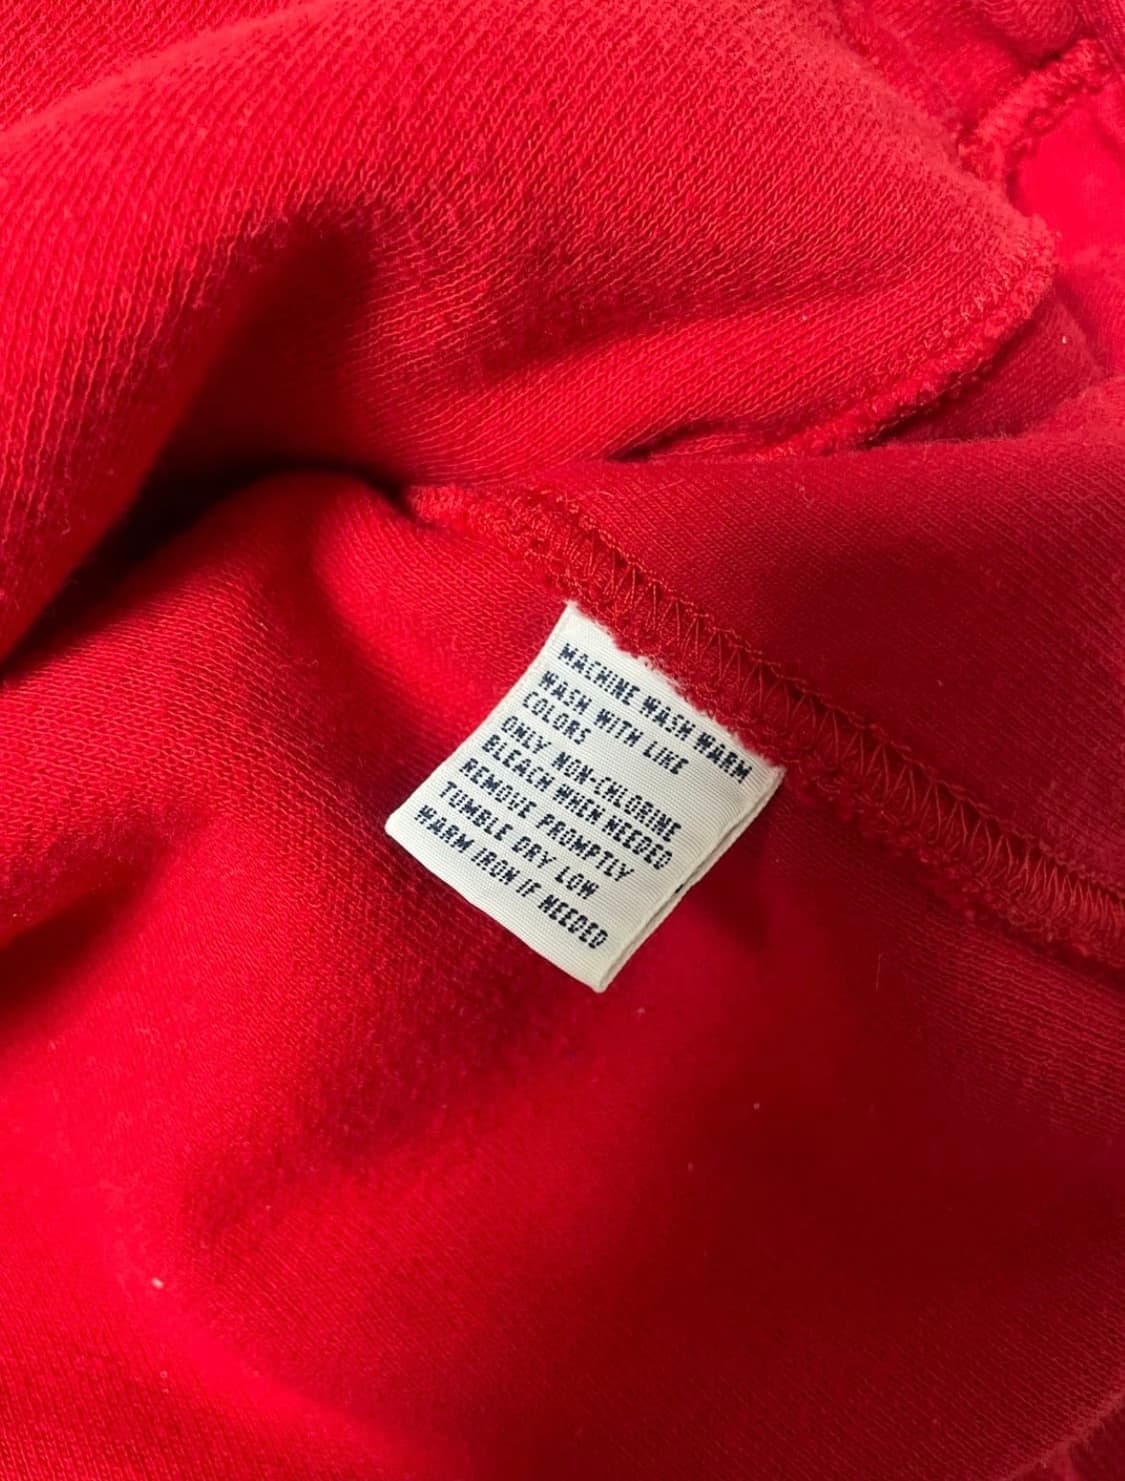 MACHINE WASH WARM
WASH WITH LIKE
COLORS
ONLY NON-CHLORINE
BLEACH WHEN NEEDED
REMOVE PROMPTLY
TUMBLE DRY LOW
WARM IRON IF NEEDED